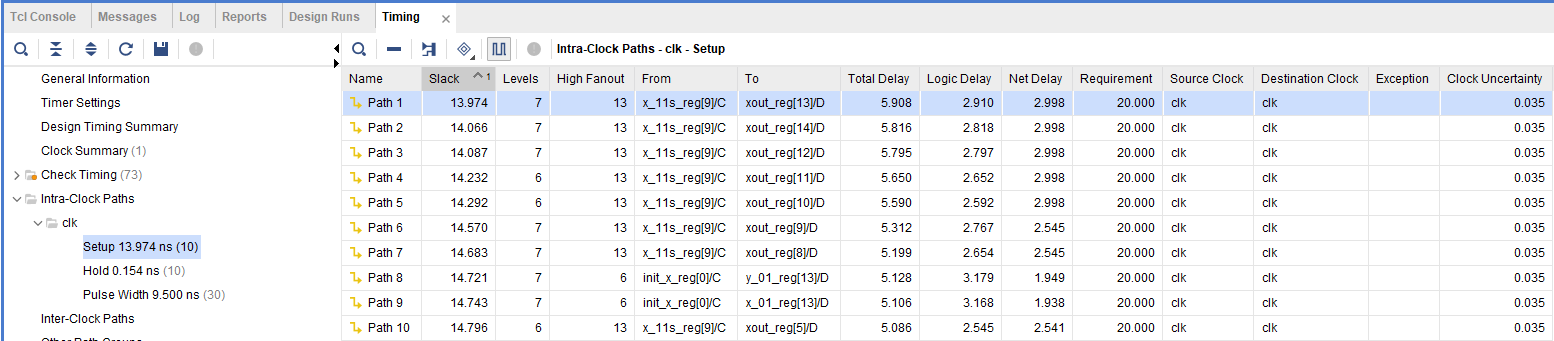 Tcl Console Messages Log Reports Design Runs Timing
Intra-Clock Paths - clk - Setup
General Information
Timer Settings
Design Timing Summary
Clock Summary (1)
Check Timing (73)
Intra-Clock Paths
clk
Setup 13.974 ns (10)
Hold 0.154 ns (10)
Pulse Width 9.500 ns (30)
Inter-Clock Paths
Other Path Groups
Name Slack 1 Levels High Fanout From To Total Delay Logic Delay Net Delay Requirement Source Clock Destination Clock Exception Clock Uncertainty
Path 1 13.974 7 13 x_11s_reg[9]/C xout_reg[13]/D 5.908 2.910 2.998 20.000 clk clk 0.035
Path 2 14.066 7 13 x_11s_reg[9]/C xout_reg[14]/D 5.816 2.818 2.998 20.000 clk clk 0.035
Path 3 14.087 7 13 x_11s_reg[9]/C xout_reg[12]/D 5.795 2.797 2.998 20.000 clk clk 0.035
Path 4 14.232 6 13 x_11s_reg[9]/C xout_reg[11]/D 5.650 2.652 2.998 20.000 clk clk 0.035
Path 5 14.292 6 13 x_11s_reg[9]/C xout_reg[10]/D 5.590 2.592 2.998 20.000 clk clk 0.035
Path 6 14.570 7 13 x_11s_reg[9]/C xout_reg[9]/D 5.312 2.767 2.545 20.000 clk clk 0.035
Path 7 14.683 7 13 x_11s_reg[9]/C xout_reg[8]/D 5.199 2.654 2.545 20.000 clk clk 0.035
Path 8 14.721 7 6 init_x_reg[0]/C y_01_reg[13]/D 5.128 3.179 1.949 20.000 clk clk 0.035
Path 9 14.743 7 6 init_x_reg[0]/C x_01_reg[13]/D 5.106 3.168 1.938 20.000 clk clk 0.035
Path 10 14.796 6 13 x_11s_reg[9]/C xout_reg[5]/D 5.086 2.545 2.541 20.000 clk clk 0.035